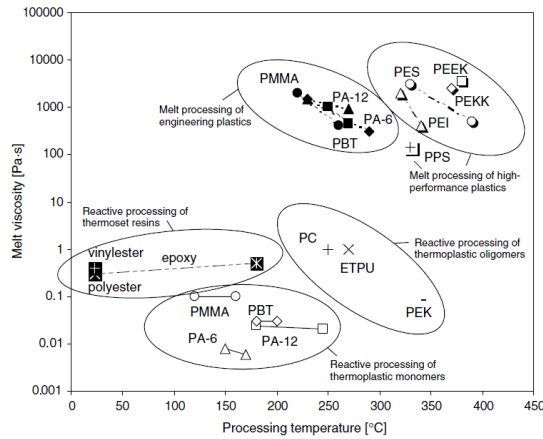 100000
10000
1000
100
10
1
0.1
0.01
0.001
Melt viscosity [Pa·s]
PMMA
PA-12
PA-6
PBT
Melt processing of
engineering plastics
PES
PEEK
PEKK
PEI
PPS
Melt processing of high-
performance plastics
Reactive processing of
thermoset resins
vinylester
epoxy
polyester
PC
ETPU
PEK
Reactive processing of
thermoplastic oligomers
PMMA
PBT
PA-6
PA-12
Reactive processing of
thermoplastic monomers
0
50
100
150
200
250
300
350
400
450
Processing temperature [°C]